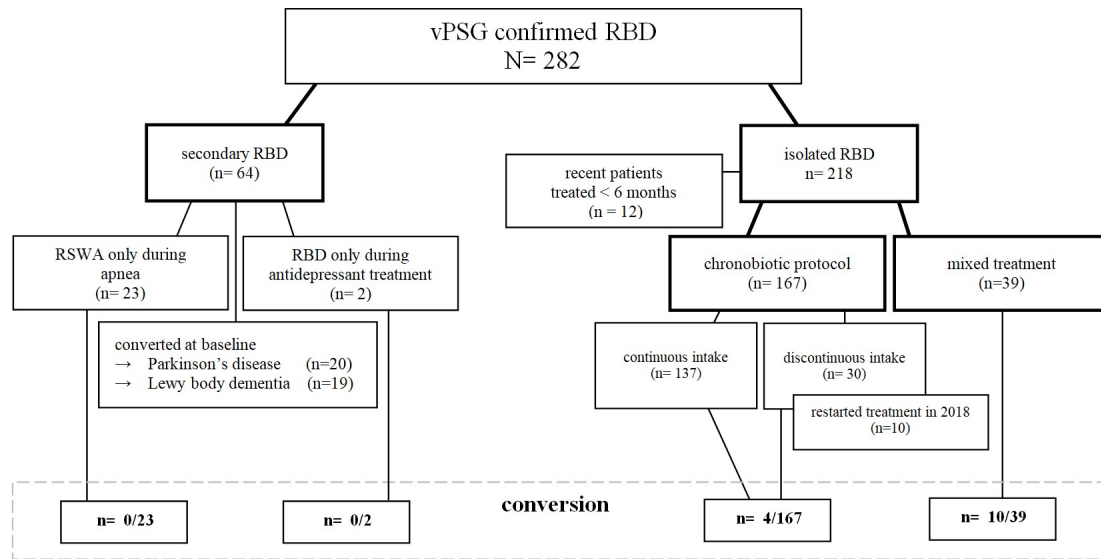 vPSG confirmed RBD
N= 282
secondary RBD
(n= 64)
isolated RBD
n= 218
recent patients
treated < 6 months
(n = 12)
RSWA only during
apnea
(n= 23)
RBD only during
antidepressant treatment
(n= 2)
chronobiotic protocol
(n= 167)
mixed treatment
(n=39)
converted at baseline
→ Parkinson’s disease (n=20)
→ Lewy body dementia (n=19)
continuous intake
(n= 137)
discontinuous intake
(n= 30)
restarted treatment in 2018
(n=10)
conversion
n= 0/23
n= 0/2
n= 4/167
n= 10/39